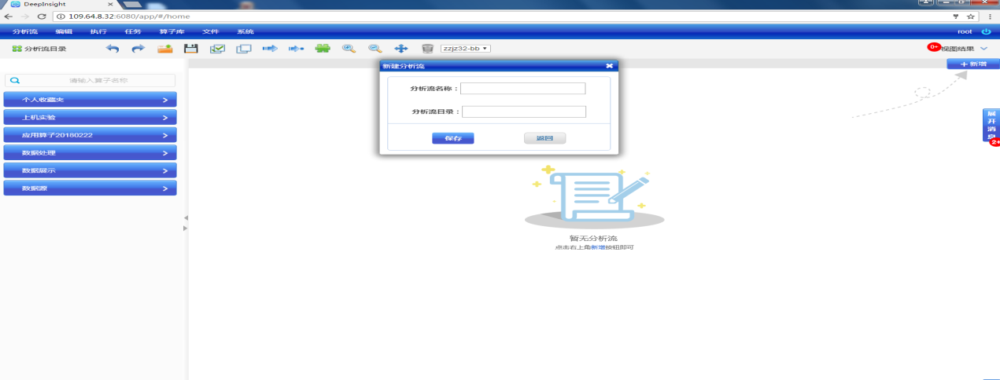 DeepInsight
109.64.8.32:6080/app/#/home
分析流 编辑 执行 任务 算子库 文件 系统 root
分析流目录 zzjz32-bb 0+ 视图结果
新建分析流
+ 新增
请输入算子名称
分析流名称：
个人收藏夹
上机实验
分析流目录：
展开消息
2+
应用算子20180222
保存 返回
数据处理
数据展示
数据源
暂无分析流
点击右上角新增按钮即可